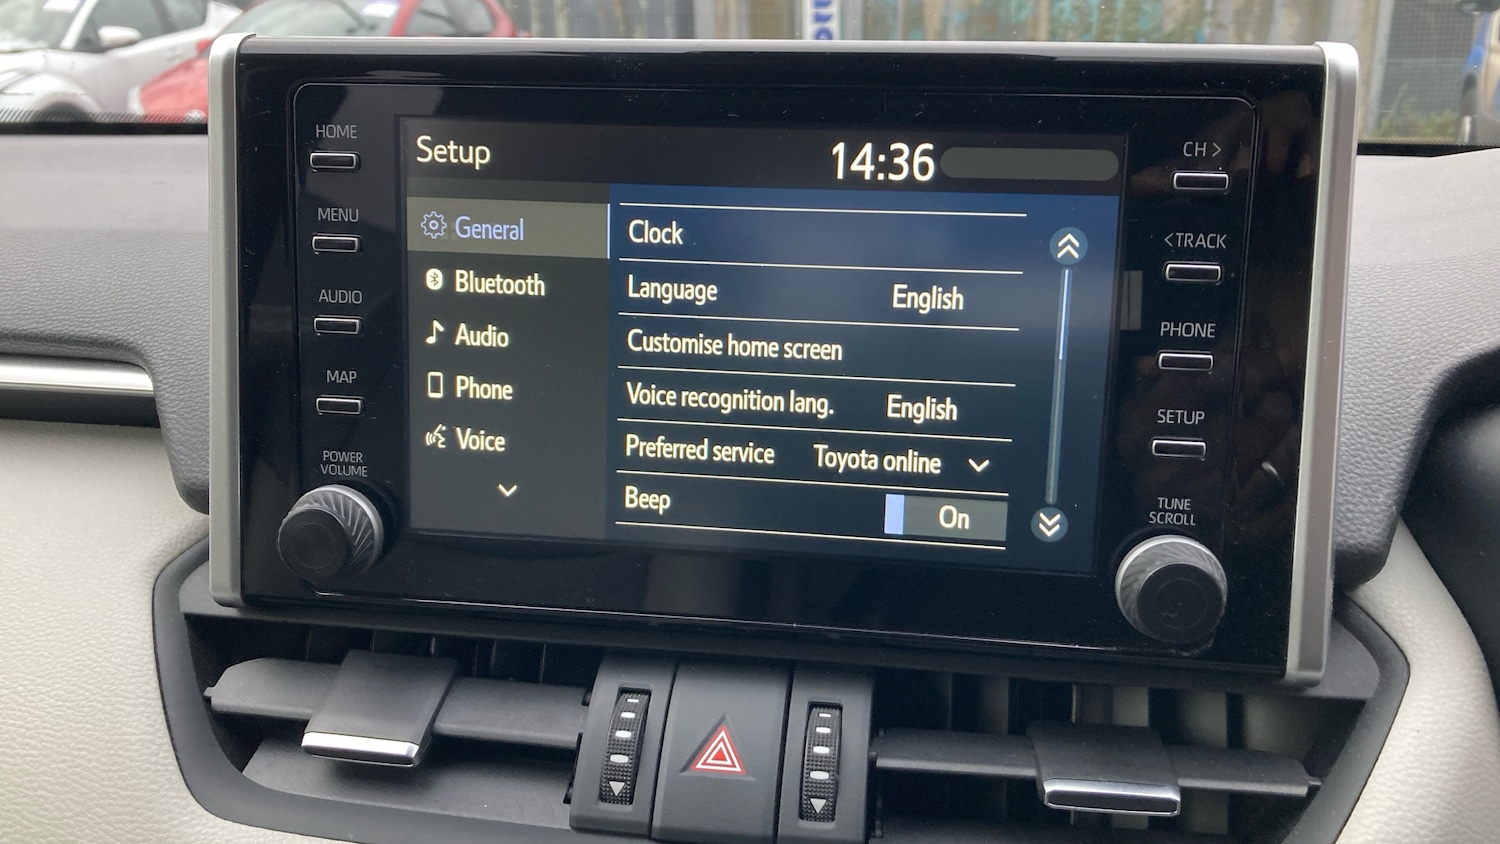 HOME
MENU
AUDIO
MAP
POWER
VOLUME
Setup
14:36
General
Bluetooth
Audio
Phone
Voice
Clock
Language English
Customise home screen
Voice recognition lang. English
Preferred service Toyota online
Beep On
CH >
< TRACK
PHONE
SETUP
TUNE
SCROLL